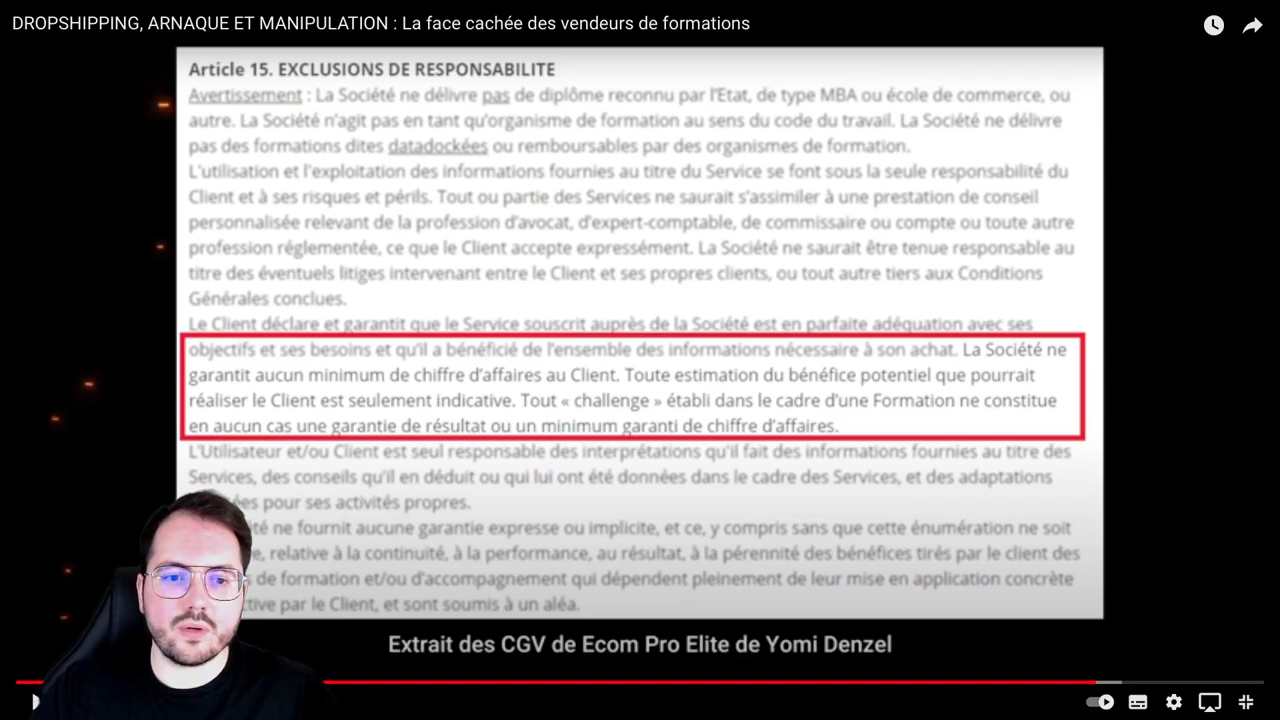 DROPSHIPPING, ARNAQUE ET MANIPULATION : La face cachée des vendeurs de formations
Article 15. EXCLUSIONS DE RESPONSABILITE
Avertissement : La Société ne délivre pas de diplôme reconnu par l'Etat, de type MBA ou école de commerce, ou
autre. La Société n'agit pas en tant qu'organisme de formation au sens du code du travail. La Société ne délivre
pas des formations dites datadockées ou remboursables par des organismes de formation.
L'utilisation et l'exploitation des informations fournies au titre du Service se font sous la seule responsabilité du
Client et à ses risques et périls. Tout ou partie des Services ne saurait s'assimiler à une prestation de conseil
personnalisée relevant de la profession d'avocat, d'expert-comptable, de commissaire ou compte ou toute autre
profession réglementée, ce que le Client accepte expressément. La Société ne saurait être tenue responsable au
titre des éventuels litiges intervenant entre le Client et ses propres clients, ou tout autre tiers aux Conditions
Générales conclues.
Le Client déclare et garantit que le Service souscrit auprès de la Société est en parfaite adéquation avec ses
objectifs et ses besoins et qu'il a bénéficié de l'ensemble des informations nécessaire à son achat. La Société ne
garantit aucun minimum de chiffre d'affaires au Client. Toute estimation du bénéfice potentiel que pourrait
réaliser le Client est seulement indicative. Tout « challenge » établi dans le cadre d'une Formation ne constitue
en aucun cas une garantie de résultat ou un minimum garanti de chiffre d'affaires.
L'Utilisateur et/ou Client est seul responsable des interprétations qu'il fait des informations fournies au titre des
Services, des conseils qu'il en déduit ou qui lui ont été données dans le cadre des Services, et des adaptations
ées pour ses activités propres.
té ne fournit aucune garantie expresse ou implicite, et ce, y compris sans que cette énumération ne soit
e, relative à la continuité, à la performance, au résultat, à la pérennité des bénéfices tirés par le client des
de formation et/ou d'accompagnement qui dépendent pleinement de leur mise en application concrète
tive par le Client, et sont soumis à un aléa.
Extrait des CGV de Ecom Pro Elite de Yomi Denzel